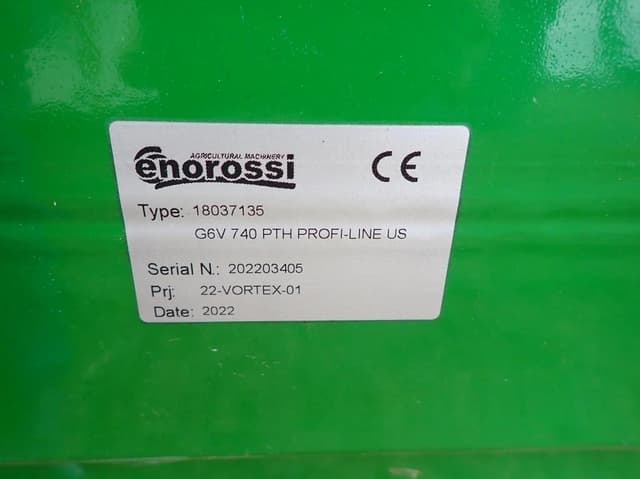 AGRICULTURAL MACHINERY
enorossi
CE
Type: 18037135
G6V 740 PTH PROFI-LINE US
Serial N.: 202203405
Prj: 22-VORTEX-01
Date: 2022